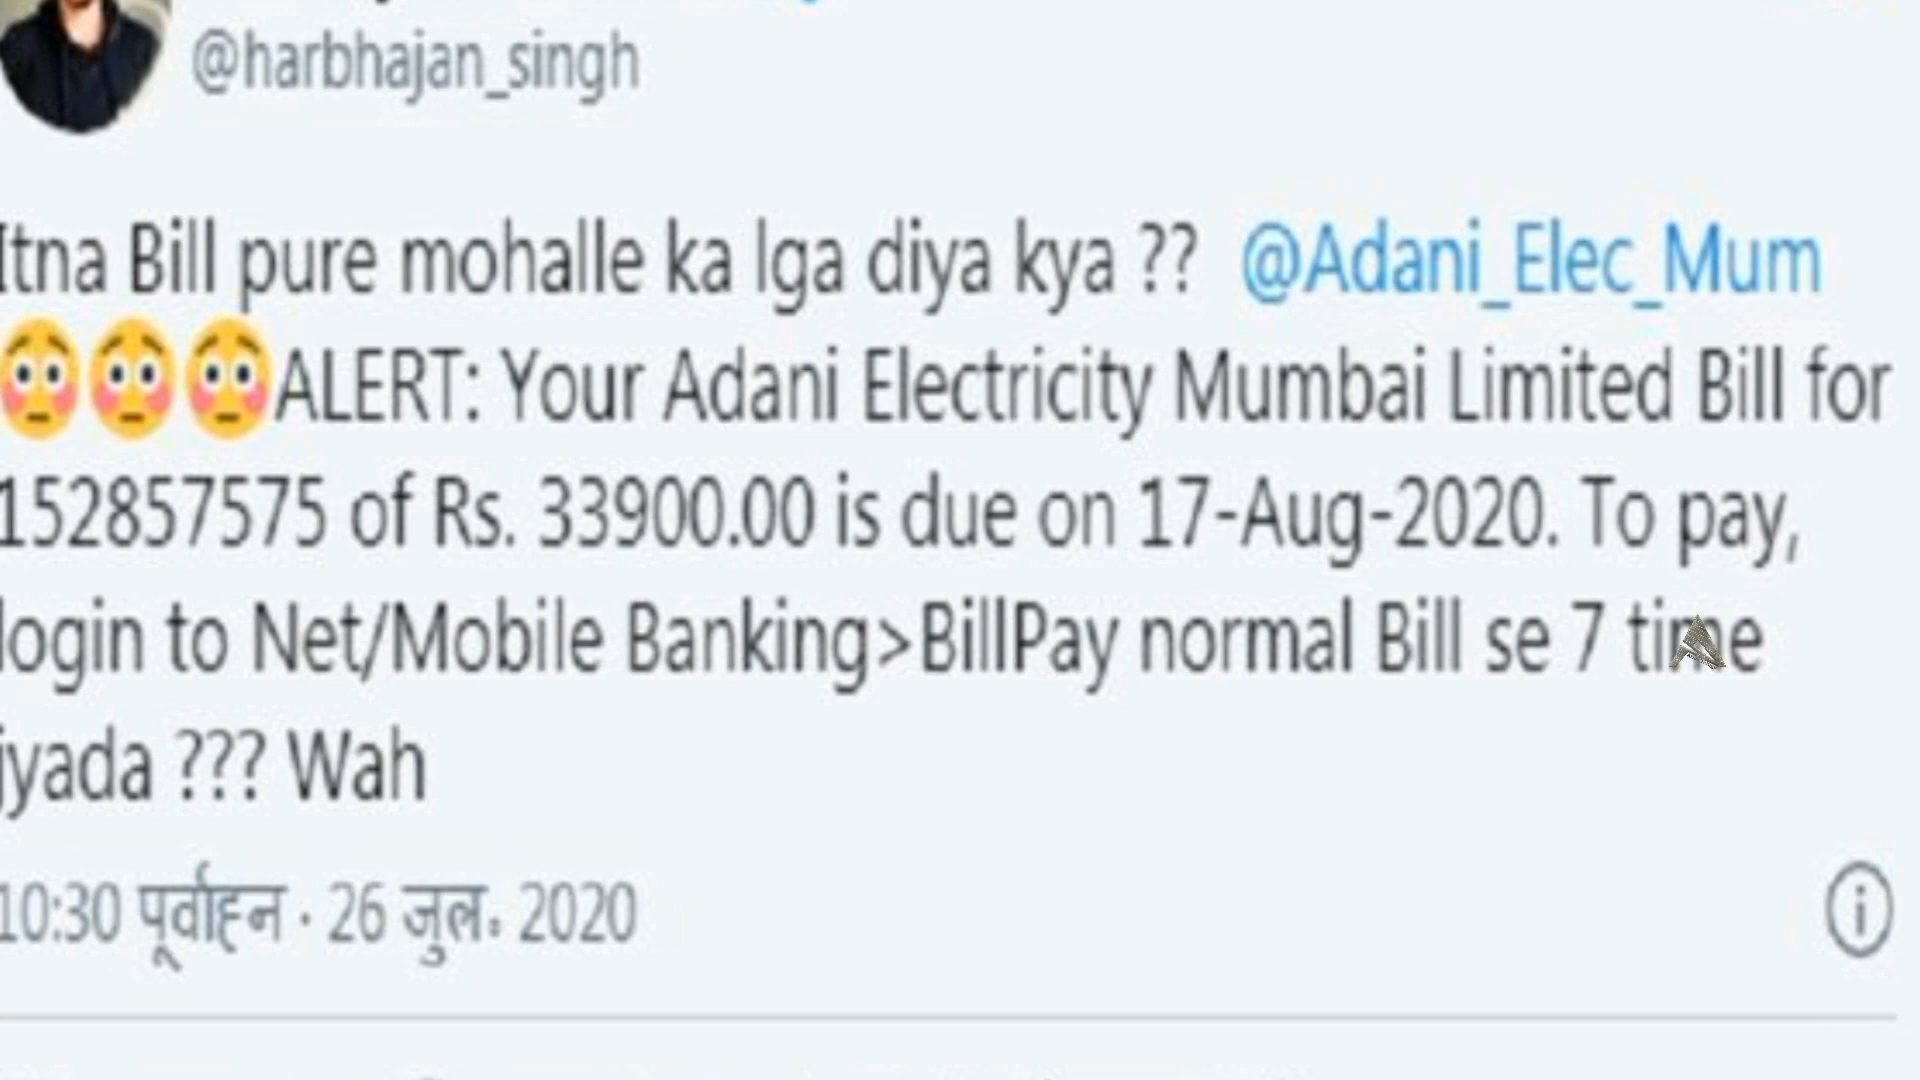 @harbhajan_singh
Itna Bill pure mohalle ka lga diya kya ?? @Adani_Elec_Mum
😳😳😳ALERT: Your Adani Electricity Mumbai Limited Bill for
152857575 of Rs. 33900.00 is due on 17-Aug-2020. To pay,
login to Net/Mobile Banking>BillPay normal Bill se 7 time
jyada ??? Wah
10:30 पूर्वाह्न · 26 जुल॰ 2020